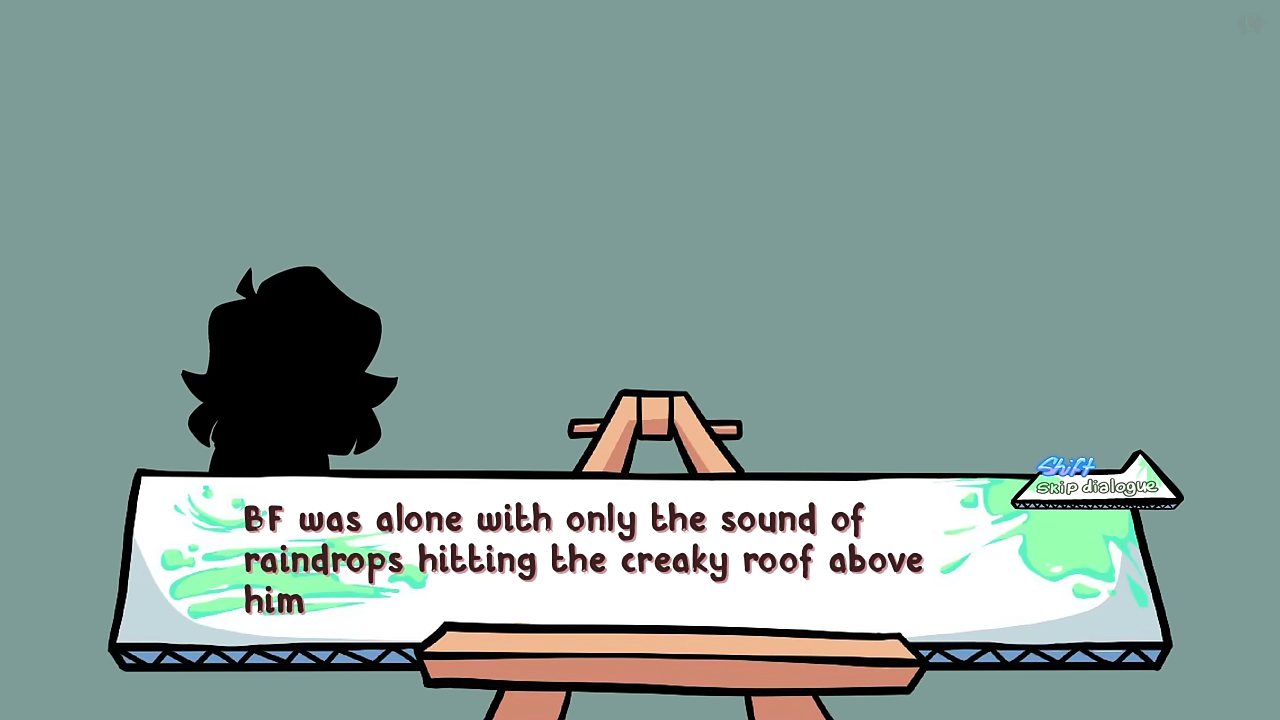 Shift
skip dialogue
BF was alone with only the sound of
raindrops hitting the creaky roof above
him